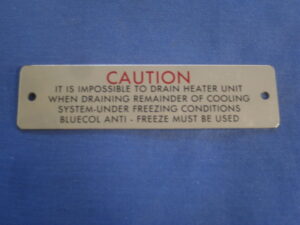 CAUTION
IT IS IMPOSSIBLE TO DRAIN HEATER UNIT
WHEN DRAINING REMAINDER OF COOLING
SYSTEM-UNDER FREEZING CONDITIONS
BLUECOL ANTI - FREEZE MUST BE USED